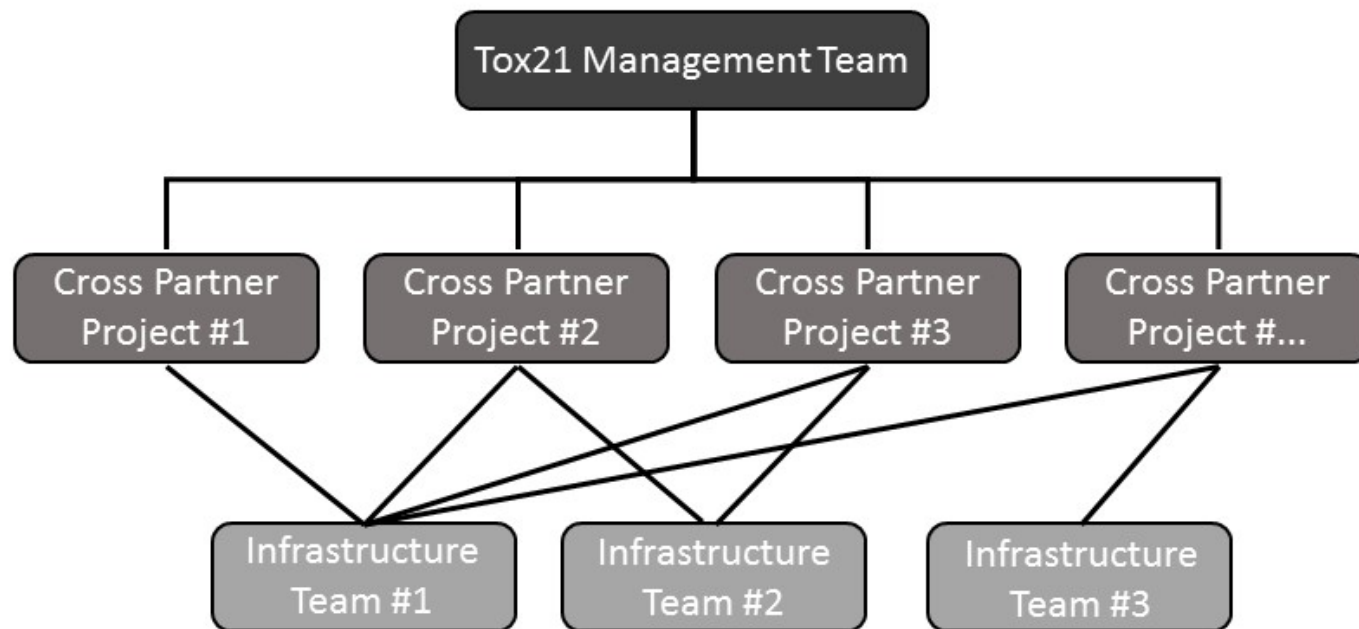 Tox21 Management Team
Cross Partner
Project #1
Cross Partner
Project #2
Cross Partner
Project #3
Cross Partner
Project #...
Infrastructure
Team #1
Infrastructure
Team #2
Infrastructure
Team #3